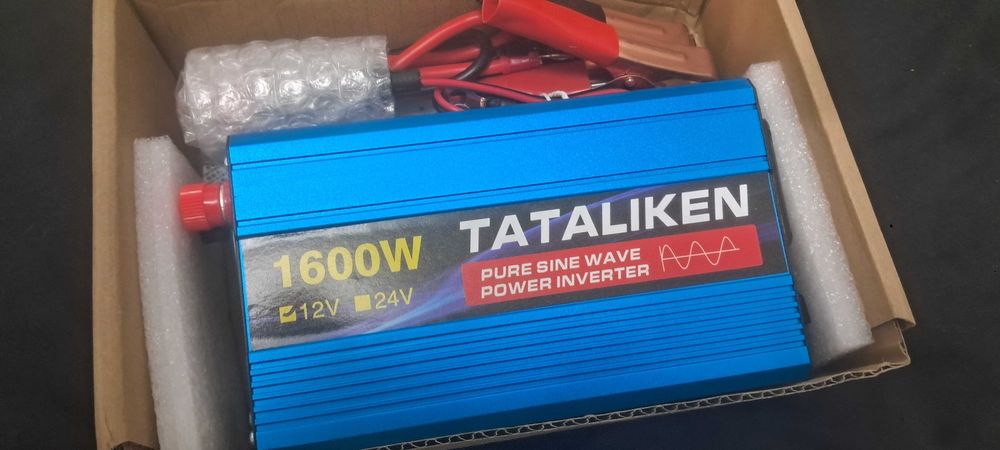 TATALIKEN
1600W
PURE SINE WAVE
POWER INVERTER
12V 24V